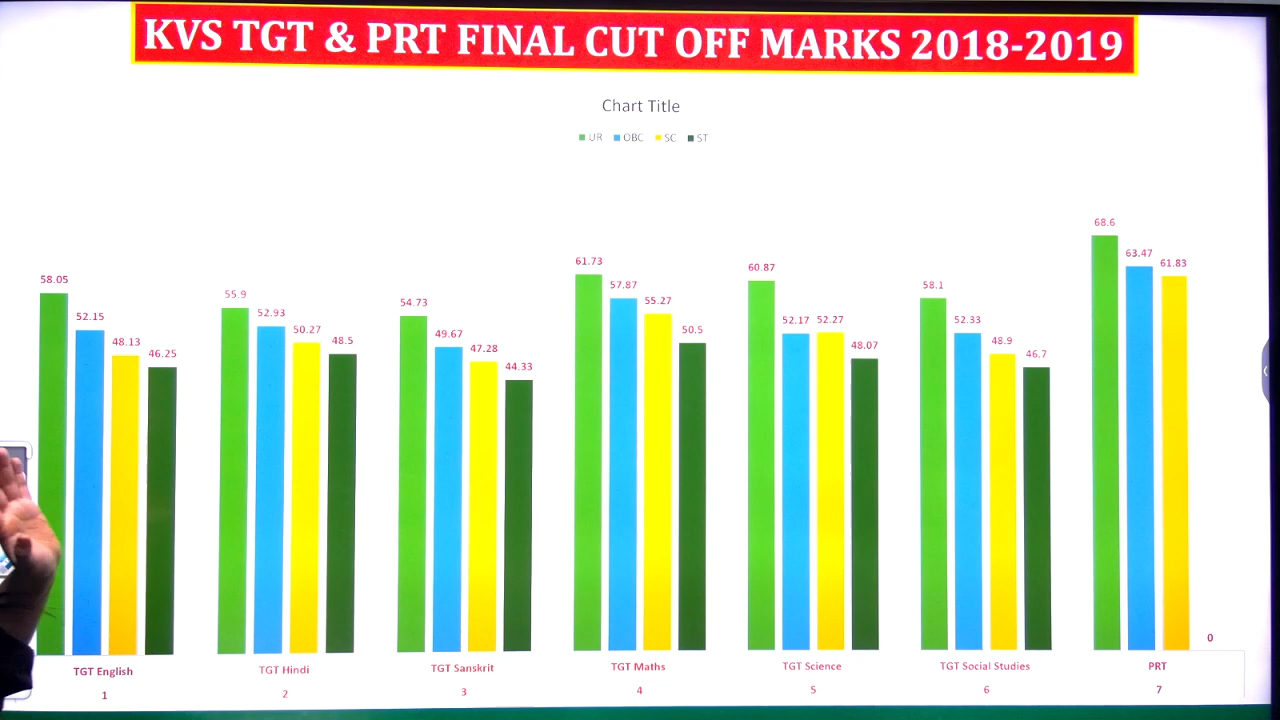 KVS TGT & PRT FINAL CUT OFF MARKS 2018-2019
Chart Title
UR OBC SC ST
58.05 52.15 48.13 46.25
55.9 52.93 50.27 48.5
54.73 49.67 47.28 44.33
61.73 57.87 55.27 50.5
60.87 52.17 52.27 48.07
58.1 52.33 48.9 46.7
68.6 63.47 61.83 0
TGT English TGT Hindi TGT Sanskrit TGT Maths TGT Science TGT Social Studies PRT
1 2 3 4 5 6 7